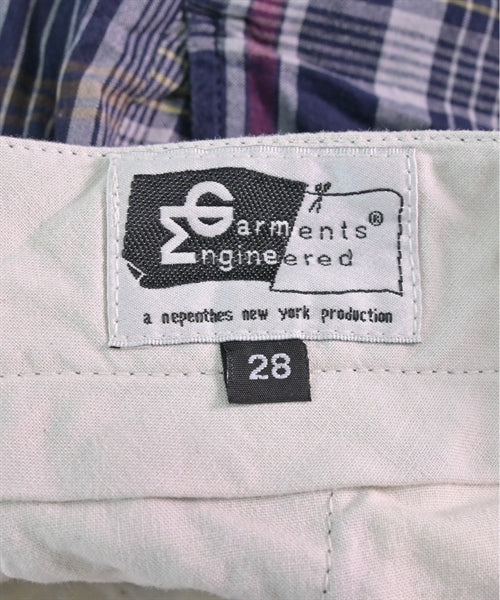 Garments®
Engineered
a nepenthes new york production
28